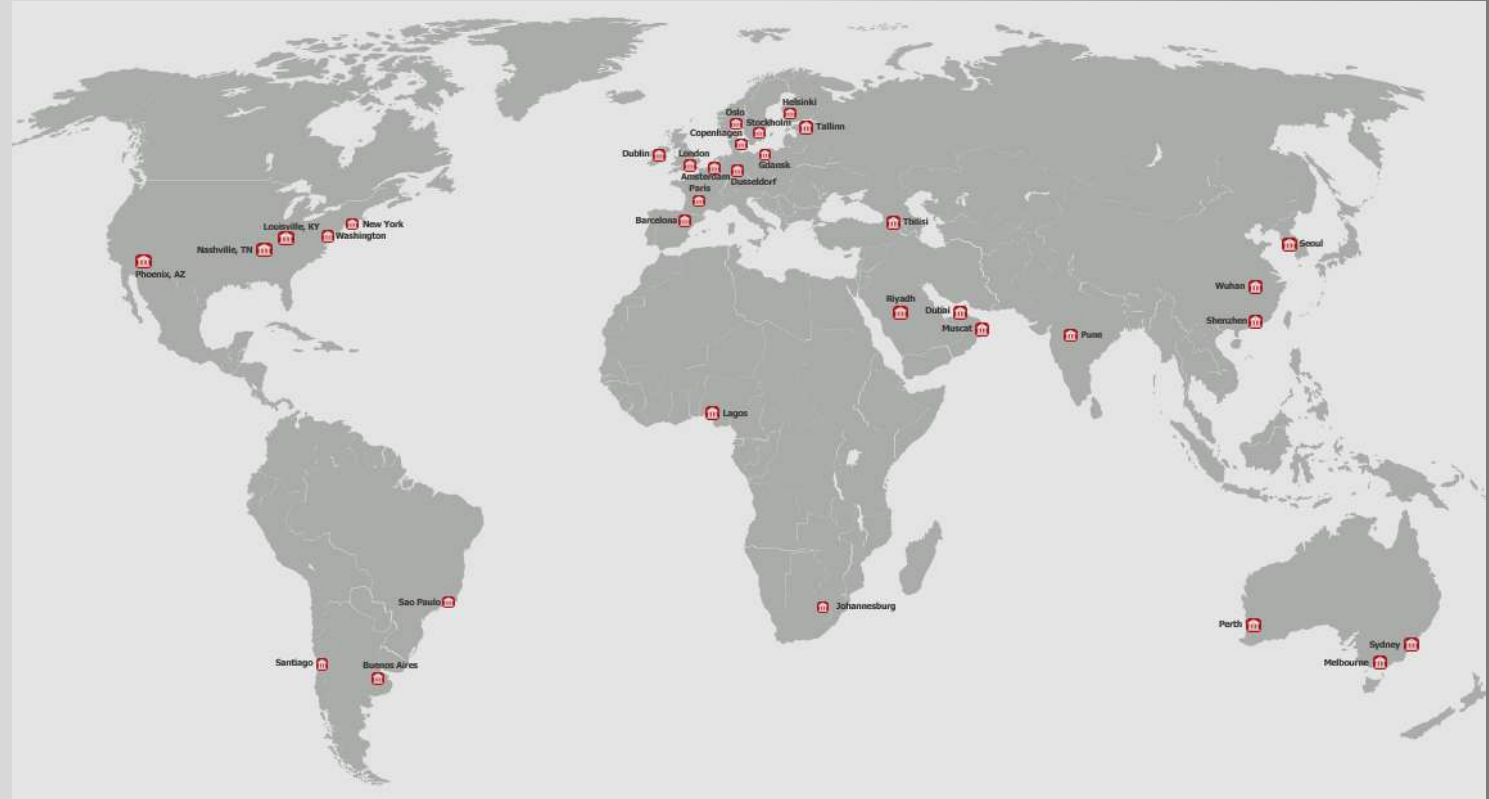 Helsinki
Oslo
Stockholm
Tallinn
Copenhagen
Dublin
London
Gdansk
Amsterdam
Dusseldorf
Paris
Barcelona
Tbilisi
New York
Louisville, KY
Washington
Nashville, TN
Phoenix, AZ
Seoul
Wuhan
Riyadh
Dubai
Shenzhen
Muscat
Pune
Lagos
Sao Paulo
Johannesburg
Perth
Sydney
Santiago
Buenos Aires
Melbourne